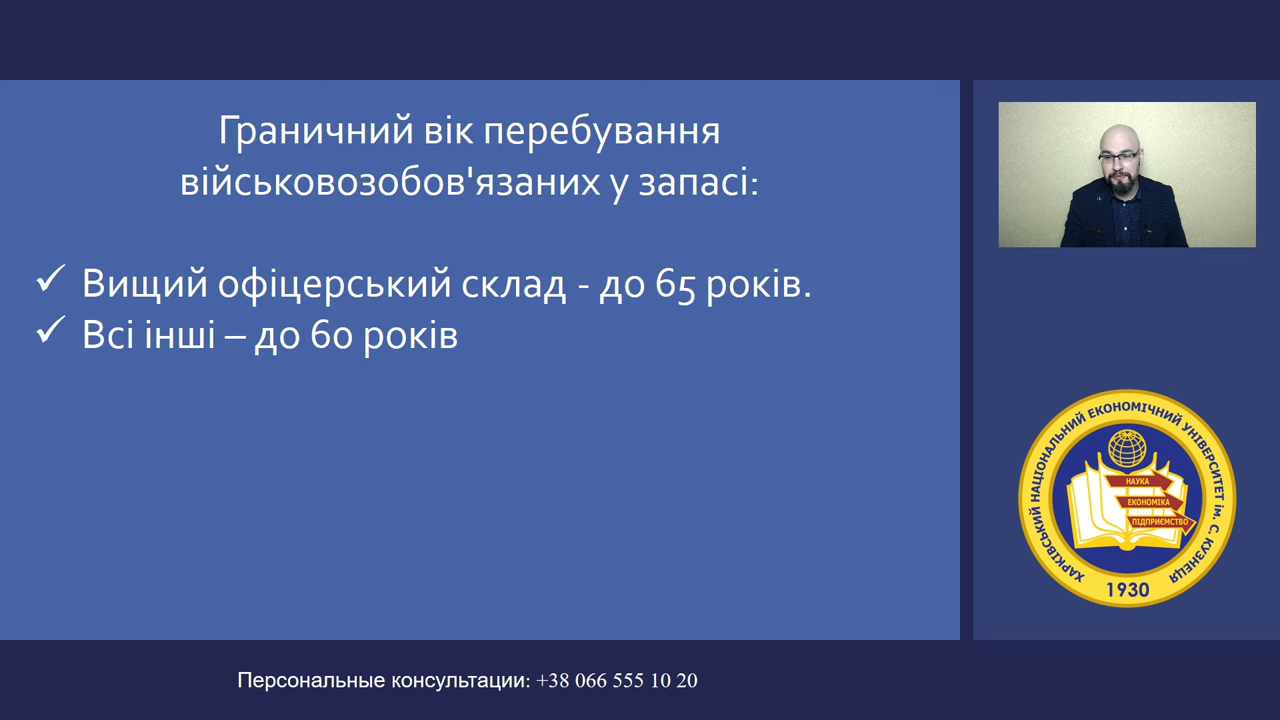 Граничний вік перебування
військовозобов'язаних у запасі:
✓ Вищий офіцерський склад - до 65 років.
✓ Всі інші – до 60 років
ХАРКІВСЬКИЙ НАЦІОНАЛЬНИЙ ЕКОНОМІЧНИЙ УНІВЕРСИТЕТ ім. С. КУЗНЕЦЯ
НАУКА
ЕКОНОМІКА
ПІДПРИЄМСТВО
1930
Персональные консультации: +38 066 555 10 20